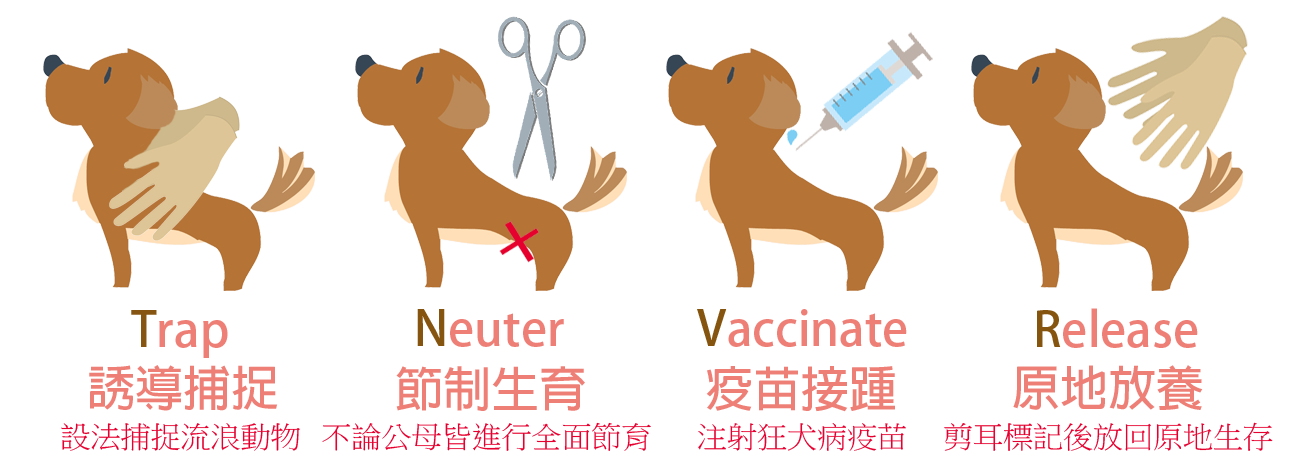 Trap
誘導捕捉
設法捕捉流浪動物
Neuter
節制生育
不論公母皆進行全面節育
Vaccinate
疫苗接踵
注射狂犬病疫苗
Release
原地放養
剪耳標記後放回原地生存